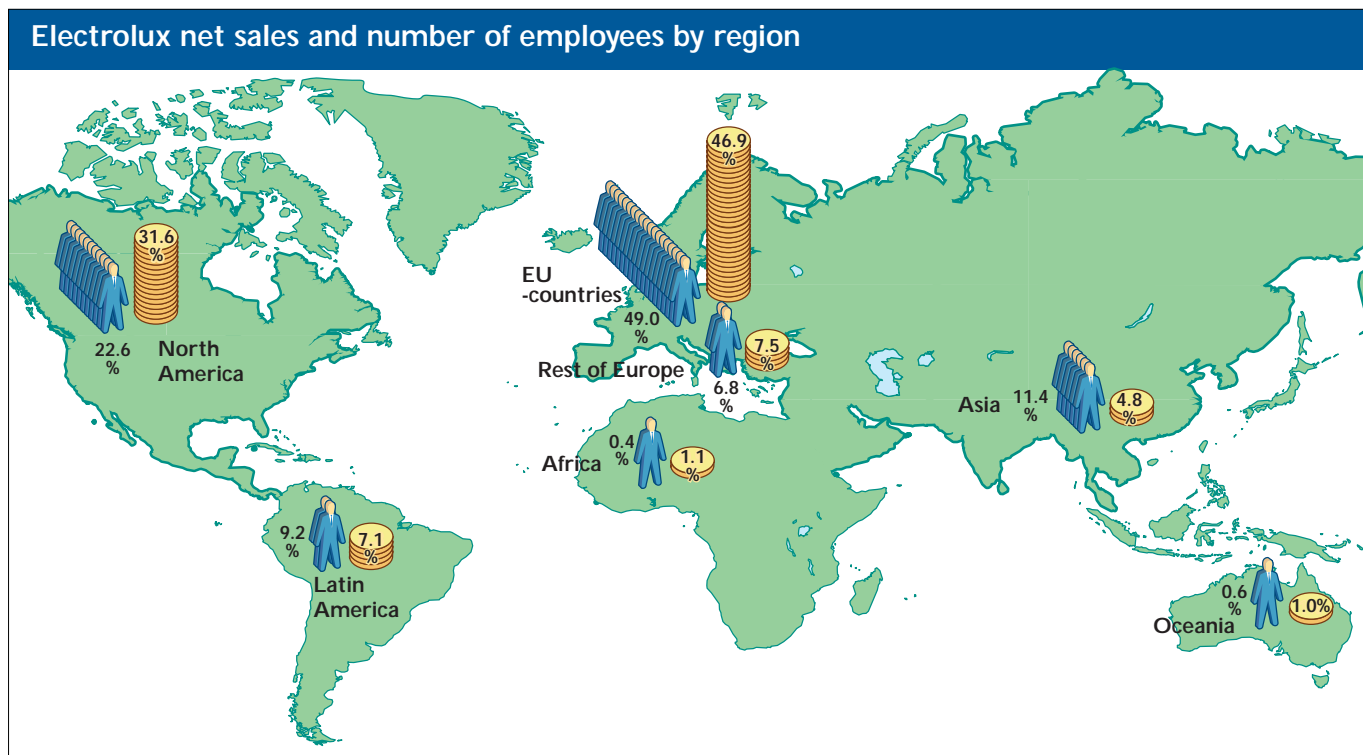 Electrolux net sales and number of employees by region
31.6
%
22.6
%
North
America
46.9
%
EU
-countries
49.0
%
7.5
%
Rest of Europe
6.8
%
11.4
%
4.8
%
Asia
0.4
%
1.1
%
Africa
9.2
%
7.1
%
Latin
America
0.6
%
1.0%
Oceania